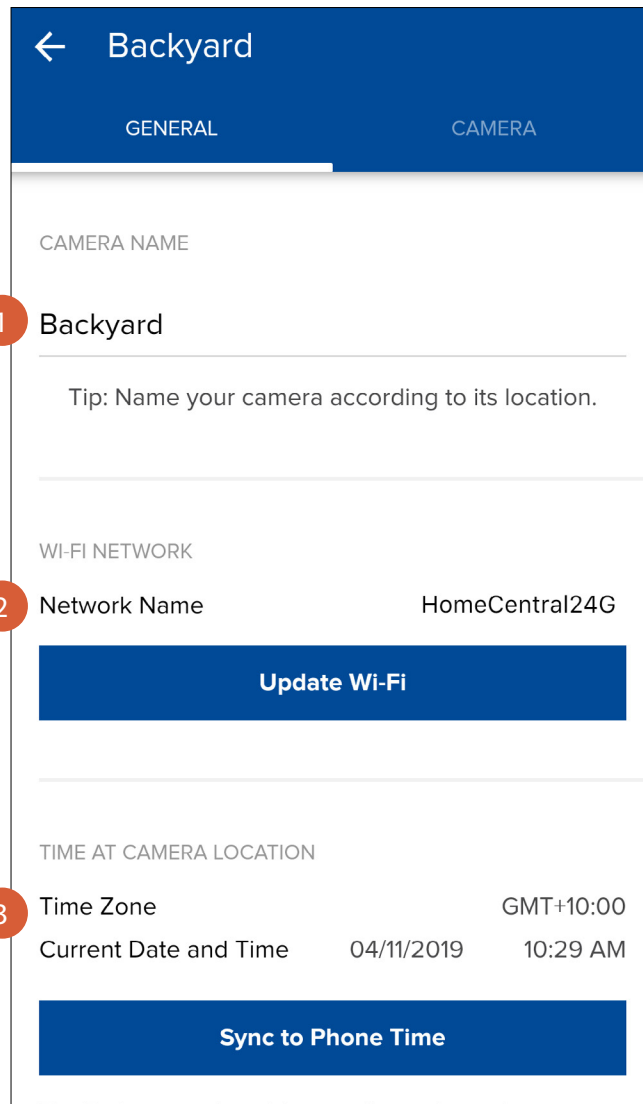 Backyard
GENERAL CAMERA
CAMERA NAME
1 Backyard
Tip: Name your camera according to its location.
WI-FI NETWORK
2 Network Name HomeCentral24G
Update Wi-Fi
TIME AT CAMERA LOCATION
3 Time Zone GMT+10:00
Current Date and Time 04/11/2019 10:29 AM
Sync to Phone Time